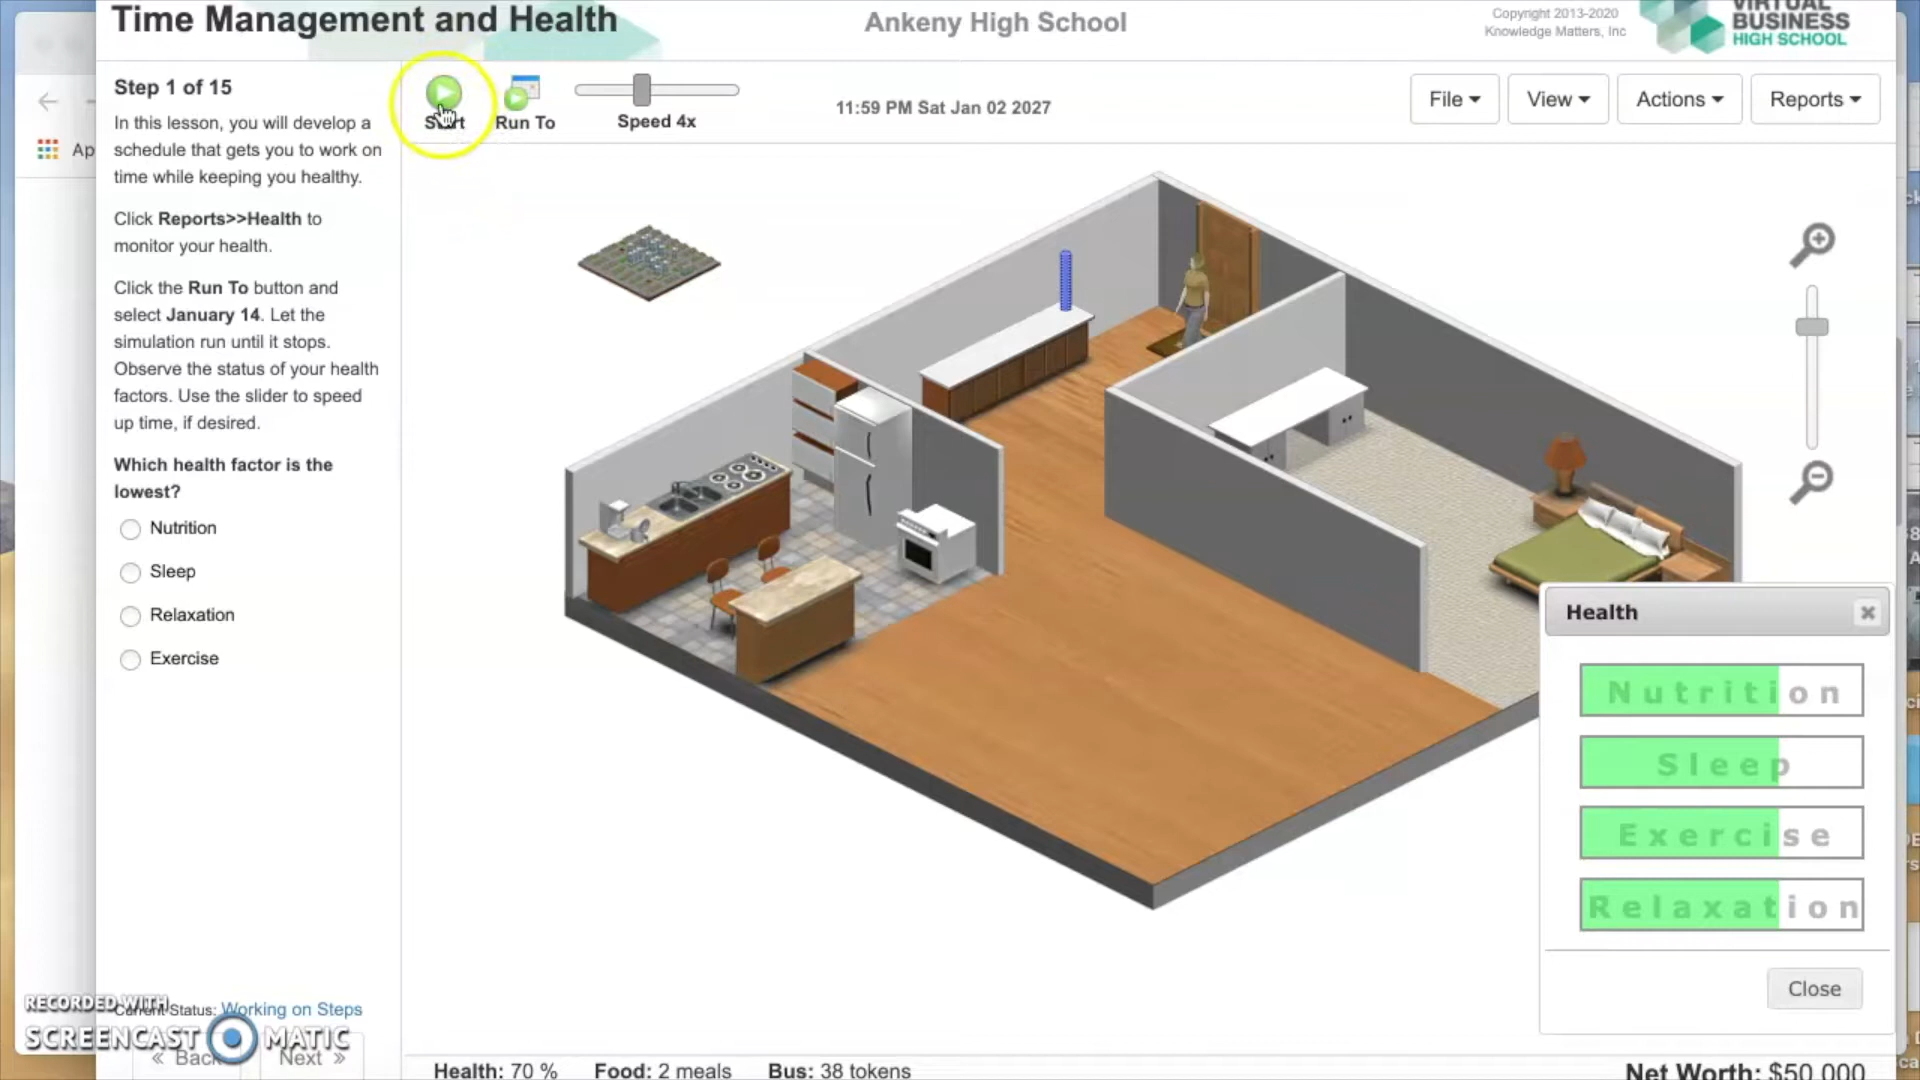 Time Management and Health
Ankeny High School
Copyright 2013-2020
Knowledge Matters, Inc
VIRTUAL
BUSINESS
HIGH SCHOOL
Step 1 of 15
In this lesson, you will develop a
schedule that gets you to work on
time while keeping you healthy.
Click Reports>>Health to
monitor your health.
Click the Run To button and
select January 14. Let the
simulation run until it stops.
Observe the status of your health
factors. Use the slider to speed
up time, if desired.
Which health factor is the
lowest?
Nutrition
Sleep
Relaxation
Exercise
Start
Run To
Speed 4x
11:59 PM Sat Jan 02 2027
File
View
Actions
Reports
Ap
Health
Nutrition
Sleep
Exercise
Relaxation
Close
Current Status: Working on Steps
RECORDED WITH
SCREENCAST MATIC
« Back
Next »
Health: 70 %
Food: 2 meals
Bus: 38 tokens
Net Worth: $50,000